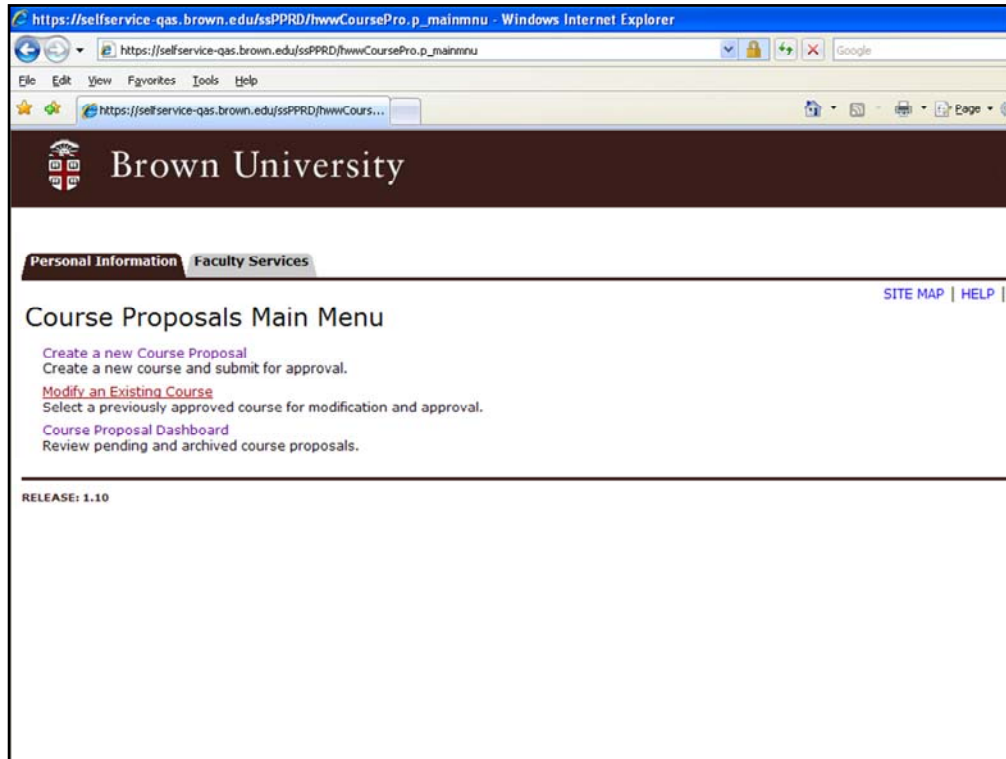 https://selfservice-qas.brown.edu/ssPPRD/hwwCoursePro.p_mainmnu - Windows Internet Explorer
https://selfservice-qas.brown.edu/ssPPRD/hwwCoursePro.p_mainmnu Google
File Edit View Favorites Tools Help
https://selfservice-qas.brown.edu/ssPPRD/hwwCours... Page
Brown University
Personal Information Faculty Services
SITE MAP | HELP |
Course Proposals Main Menu
Create a new Course Proposal
Create a new course and submit for approval.
Modify an Existing Course
Select a previously approved course for modification and approval.
Course Proposal Dashboard
Review pending and archived course proposals.
RELEASE: 1.10